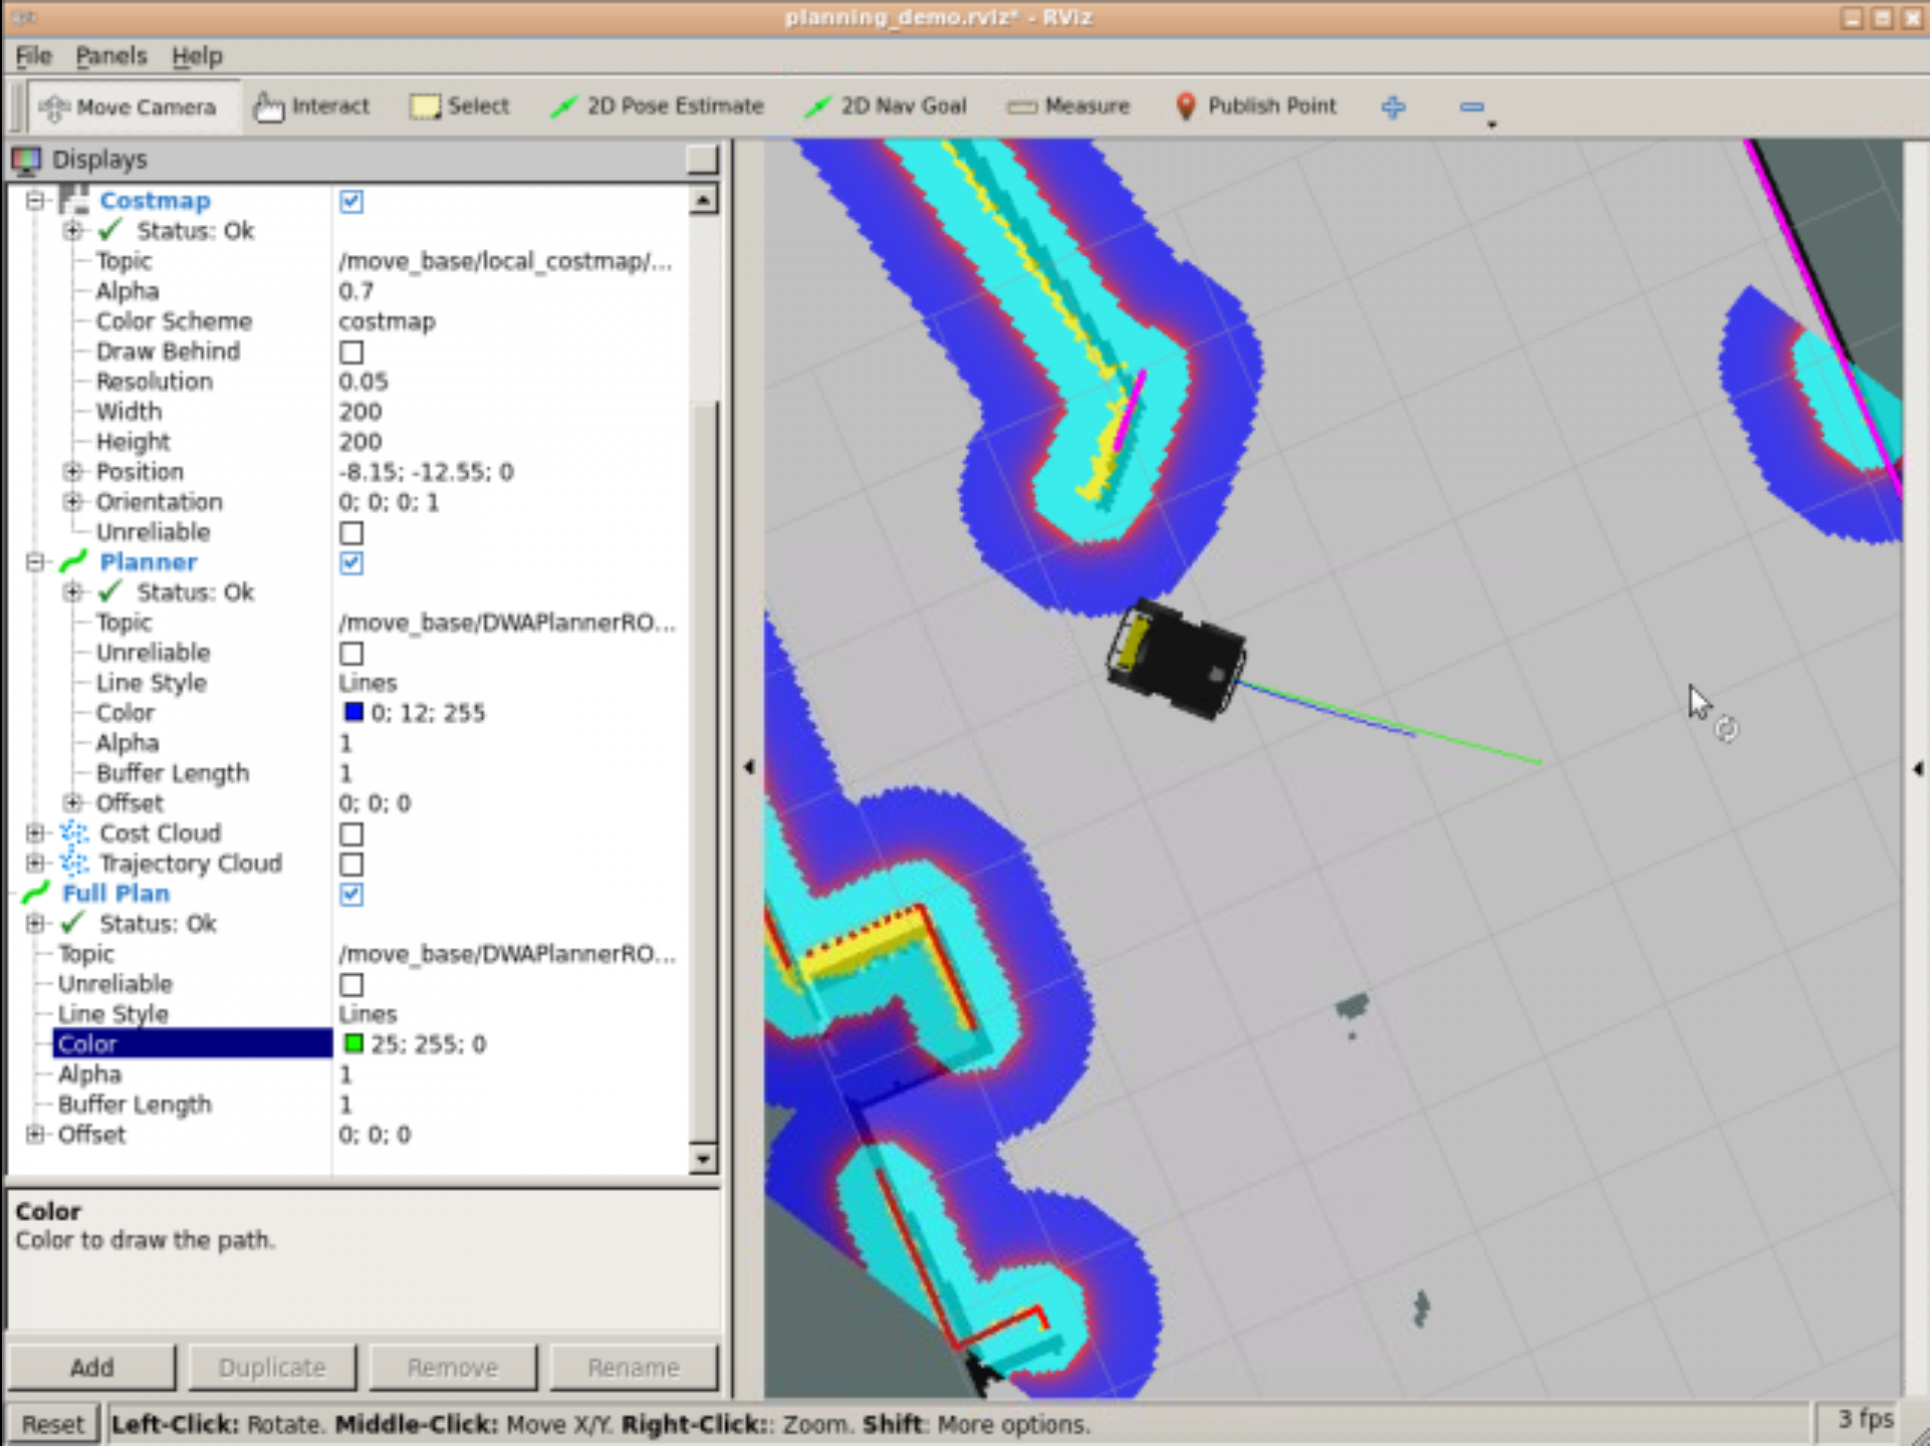 planning_demo.rviz* - RViz
File Panels Help
Move Camera Interact Select 2D Pose Estimate 2D Nav Goal Measure Publish Point
Displays
Costmap
Status: Ok
Topic /move_base/local_costmap/...
Alpha 0.7
Color Scheme costmap
Draw Behind
Resolution 0.05
Width 200
Height 200
Position -8.15; -12.55; 0
Orientation 0; 0; 0; 1
Unreliable
Planner
Status: Ok
Topic /move_base/DWAPlannerRO...
Unreliable
Line Style Lines
Color 0; 12; 255
Alpha 1
Buffer Length 1
Offset 0; 0; 0
Cost Cloud
Trajectory Cloud
Full Plan
Status: Ok
Topic /move_base/DWAPlannerRO...
Unreliable
Line Style Lines
Color 25; 255; 0
Alpha 1
Buffer Length 1
Offset 0; 0; 0
Color
Color to draw the path.
Add Duplicate Remove Rename
Reset Left-Click: Rotate. Middle-Click: Move X/Y. Right-Click:: Zoom. Shift: More options. 3 fps